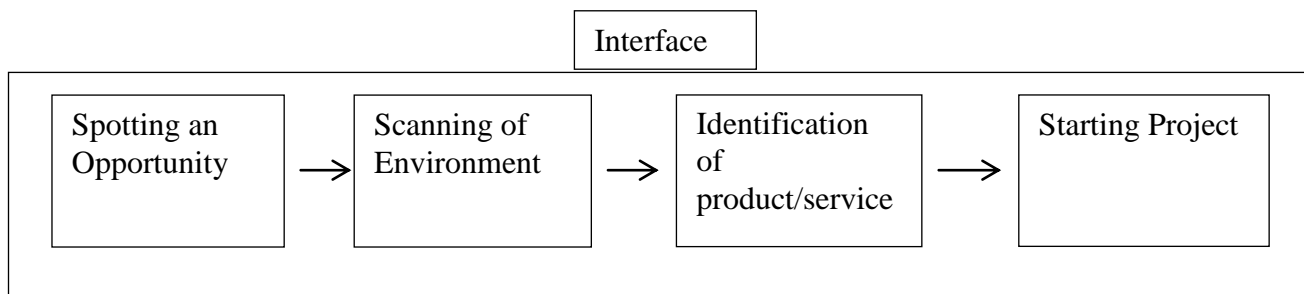 Interface
Spotting an
Opportunity
Scanning of
Environment
Identification
of
product/service
Starting Project